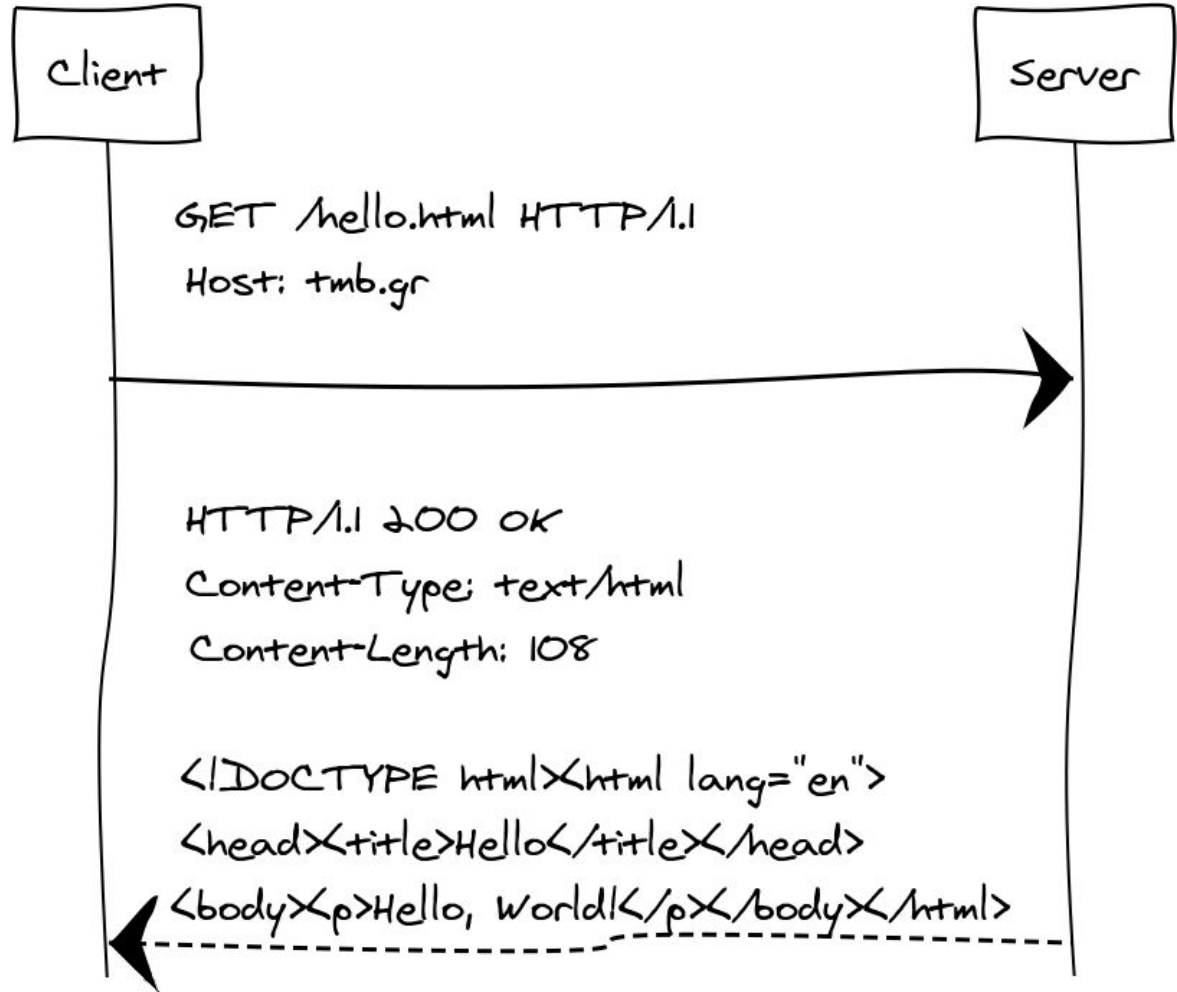 Client
Server
GET /hello.html HTTP/1.1
Host: tmb.gr
HTTP/1.1 200 OK
Content-Type: text/html
Content-Length: 108
<!DOCTYPE html><html lang="en">
<head><title>Hello</title></head>
<body><p>Hello, World!</p></body></html>